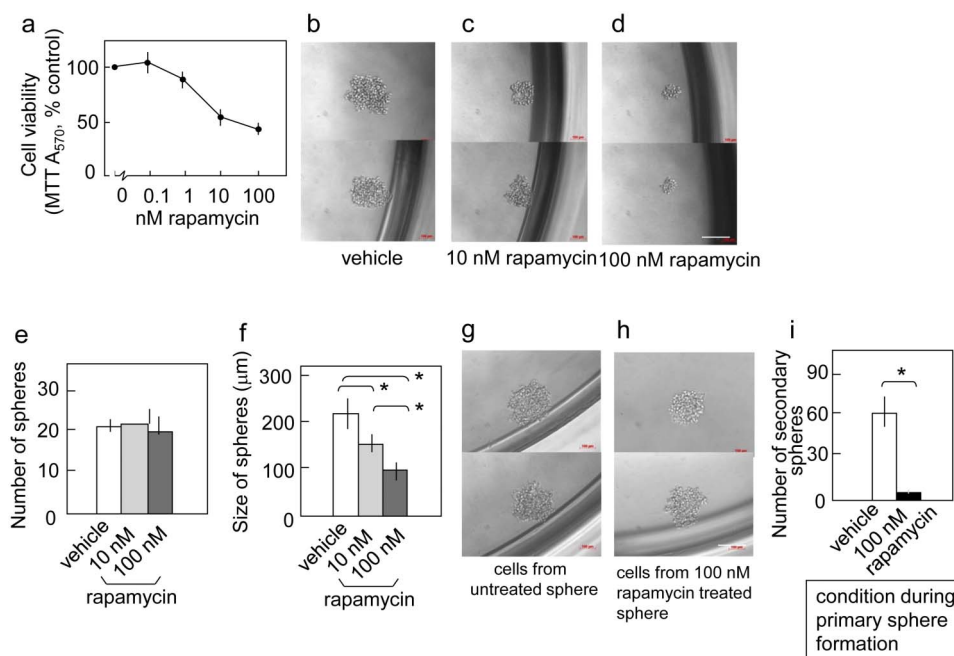 a
Cell viability
(MTT A570, % control)
100
50
0
0 0.1 1 10 100
nM rapamycin
b
vehicle
c
10 nM rapamycin
d
100 nM rapamycin
e
Number of spheres
30
20
10
0
vehicle
10 nM
100 nM
rapamycin
f
Size of spheres (µm)
300
200
100
0
*
*
*
vehicle
10 nM
100 nM
rapamycin
g
cells from
untreated sphere
h
cells from 100 nM
rapamycin treated
sphere
i
Number of secondary
spheres
90
60
30
0
*
vehicle
100 nM
rapamycin
condition during
primary sphere
formation